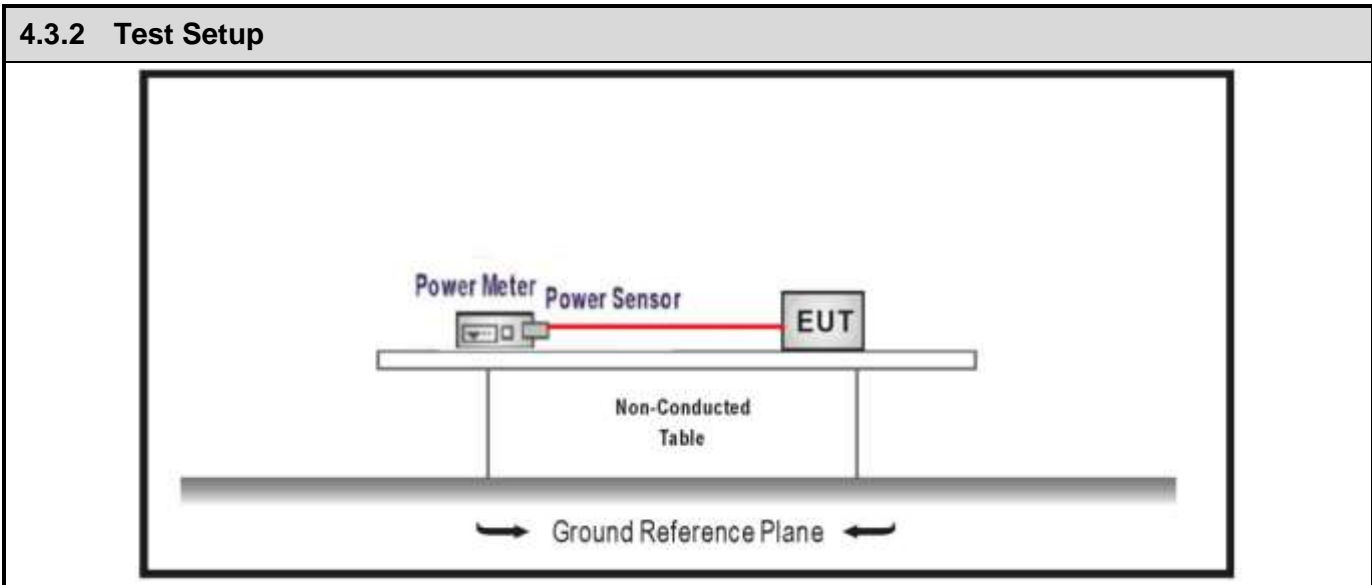 4.3.2 Test Setup
Power Meter
Power Sensor
EUT
Non-Conducted
Table
Ground Reference Plane